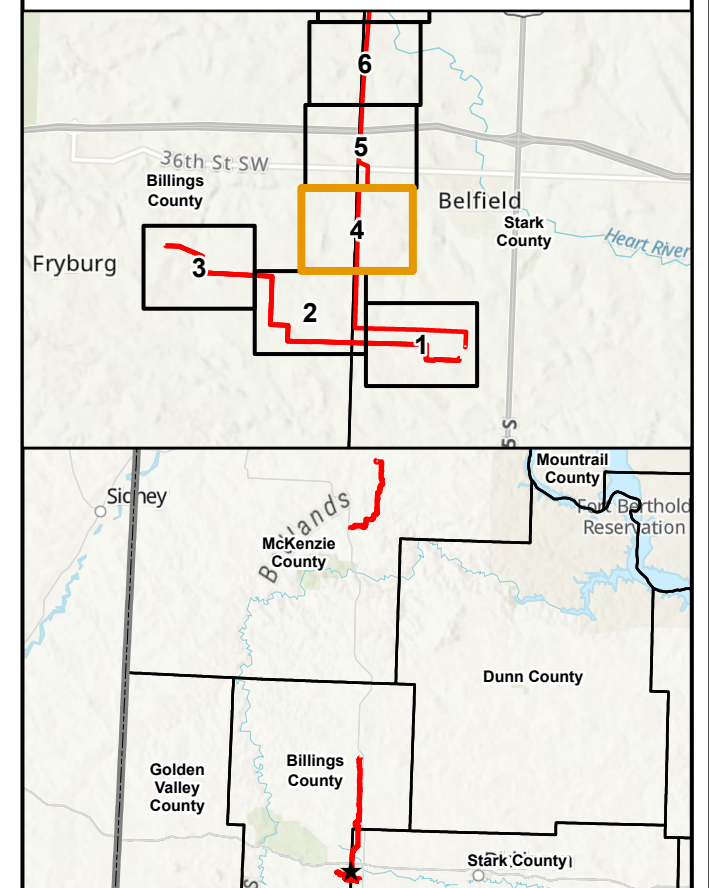 6
5
36th St SW
Billings
County
Belfield
4
Stark
County
Heart River
Fryburg
3
2
1
5 S
Mountrail
County
Sidney
Fort Berthold
Reservation
Badlands
McKenzie
County
Dunn County
Billings
County
Golden
Valley
County
Stark County